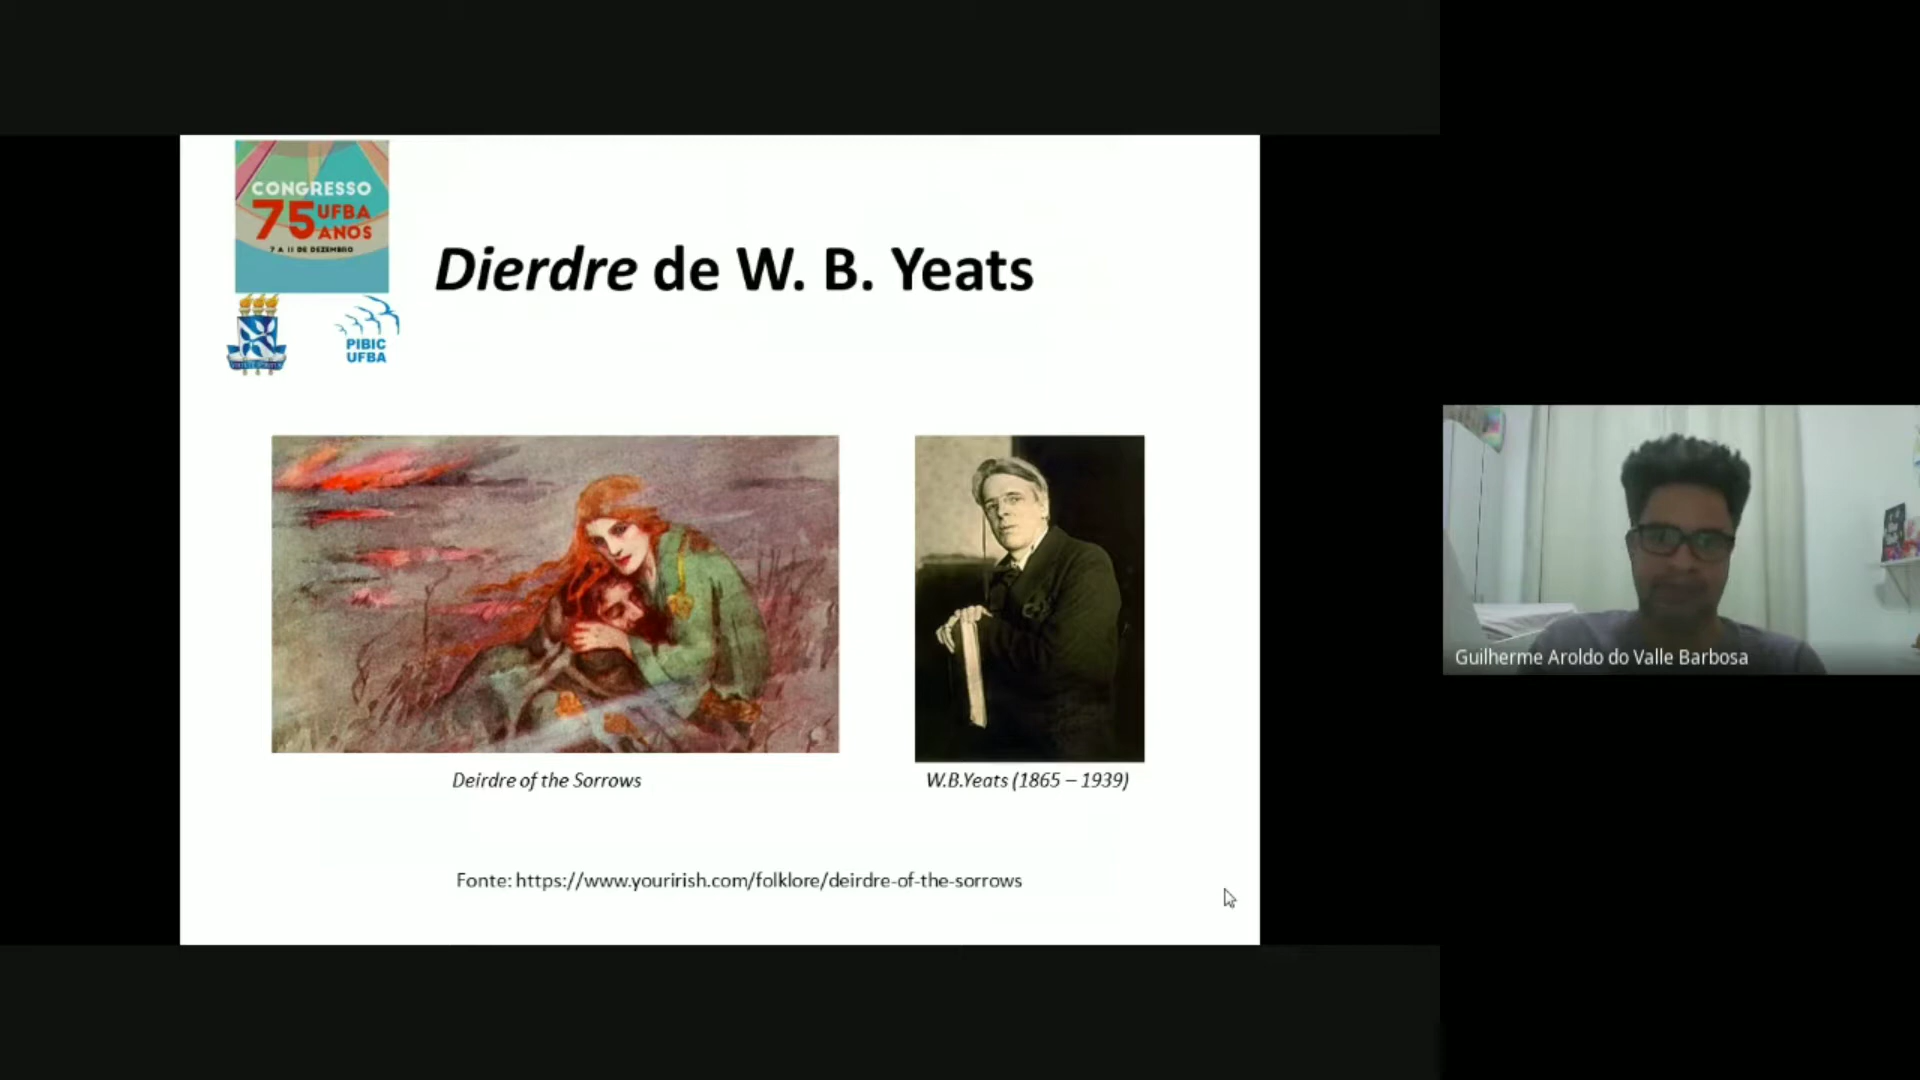 CONGRESSO
75 UFBA
ANOS
7 A 11 DE DEZEMBRO
PIBIC
UFBA
Dierdre de W. B. Yeats
Deirdre of the Sorrows
W.B.Yeats (1865 – 1939)
Fonte: https://www.yourirish.com/folklore/deirdre-of-the-sorrows
Guilherme Aroldo do Valle Barbosa